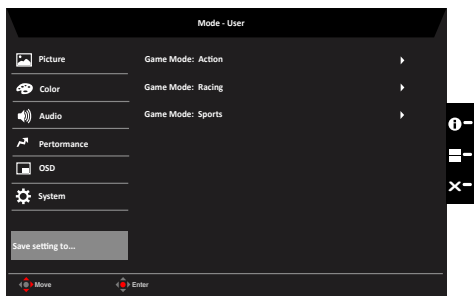 Mode - User
Picture
Game Mode: Action
Color
Game Mode: Racing
Audio
Game Mode: Sports
Pertormance
OSD
System
Save setting to...
Move
Enter